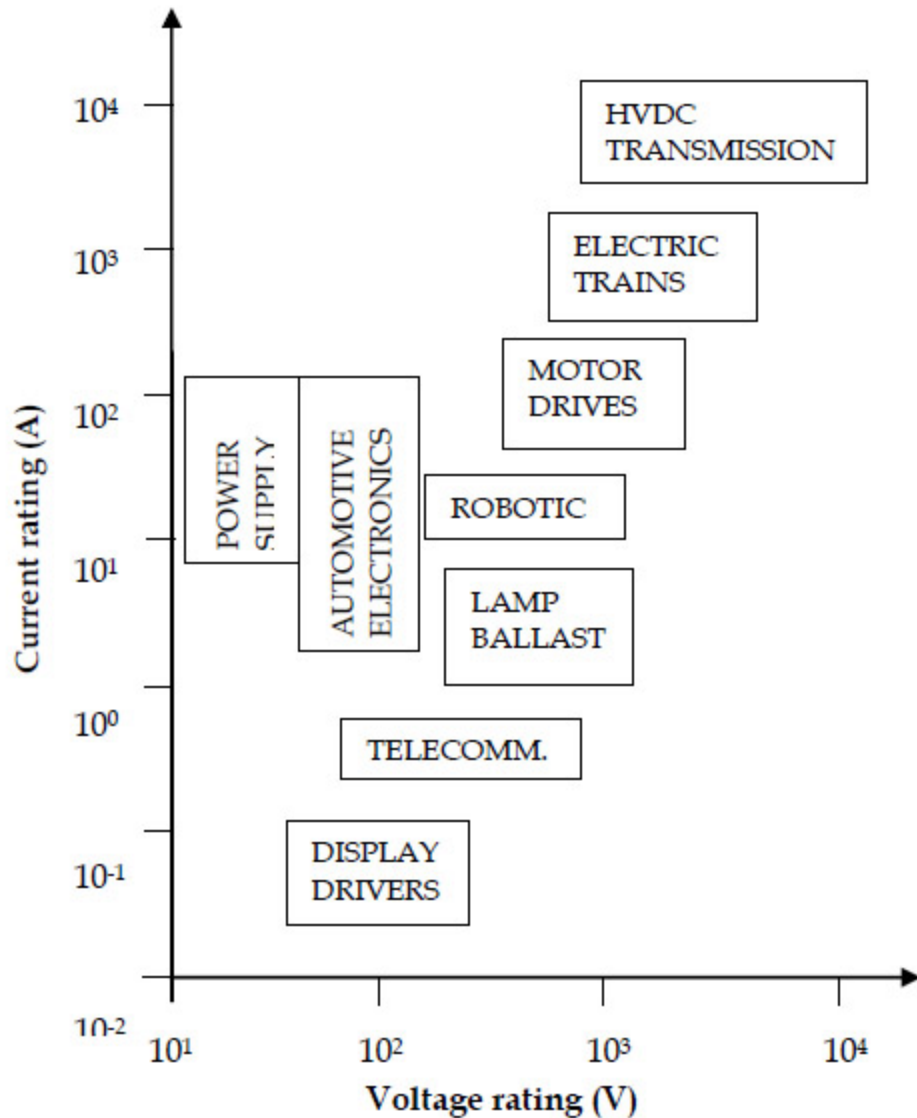 10⁴
HVDC
TRANSMISSION
10³
ELECTRIC
TRAINS
MOTOR
DRIVES
10²
POWER
SUPPLY
AUTOMOTIVE
ELECTRONICS
ROBOTIC
10¹
LAMP
BALLAST
10⁰
TELECOMM.
10⁻¹
DISPLAY
DRIVERS
10⁻²
Current rating (A)
10¹ 10² 10³ 10⁴
Voltage rating (V)